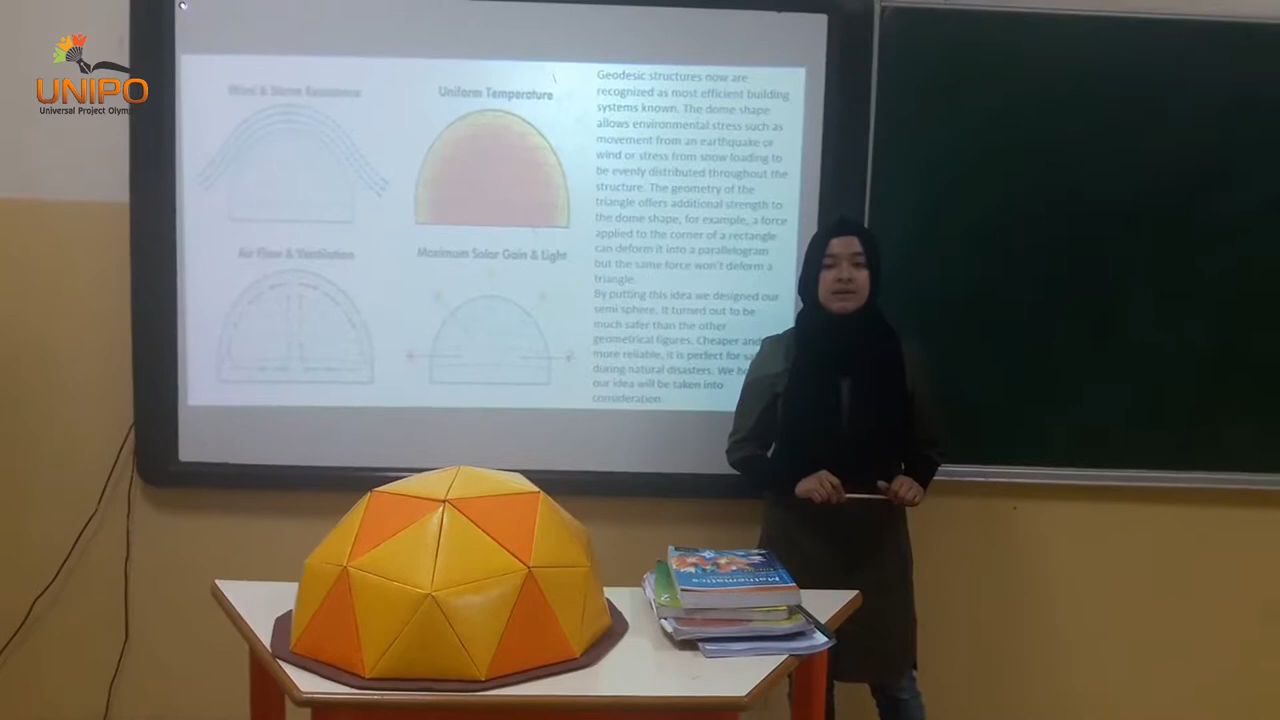 UNIPO
Universal Project Olym
Wind & Storm Resistance
Uniform Temperature
Air Flow & Ventilation
Maximum Solar Gain & Light
Geodesic structures now are
recognized as most efficient building
systems known. The dome shape
allows environmental stress such as
movement from an earthquake or
wind or stress from snow loading to
be evenly distributed throughout the
structure. The geometry of the
triangle offers additional strength to
the dome shape, for example, a force
applied to the corner of a rectangle
can deform it into a parallelogram
but the same force won't deform a
triangle.
By putting this idea we designed our
semi sphere. It turned out to be
much safer than the other
geometrical figures. Cheaper and
more reliable, it is perfect for
during natural disasters. We
our idea will be taken into
consideration
Mathematics